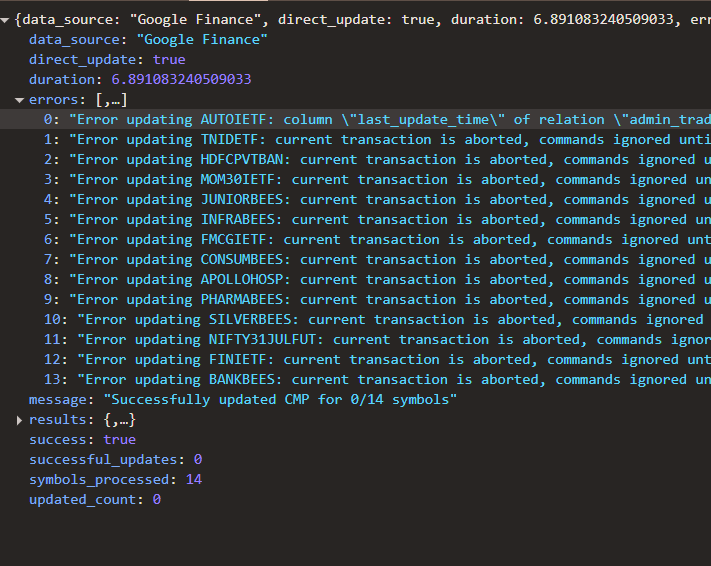 {data_source: "Google Finance", direct_update: true, duration: 6.891083240509033, err
data_source: "Google Finance"
direct_update: true
duration: 6.891083240509033
errors: [,…]
0: "Error updating AUTOIETF: column \"last_update_time\" of relation \"admin_trad
1: "Error updating TNIDETF: current transaction is aborted, commands ignored unti
2: "Error updating HDFCPVTBAN: current transaction is aborted, commands ignored u
3: "Error updating MOM30IETF: current transaction is aborted, commands ignored un
4: "Error updating JUNIORBEES: current transaction is aborted, commands ignored u
5: "Error updating INFRABEES: current transaction is aborted, commands ignored un
6: "Error updating FMCGIETF: current transaction is aborted, commands ignored unt
7: "Error updating CONSUMBEES: current transaction is aborted, commands ignored u
8: "Error updating APOLLOHOSP: current transaction is aborted, commands ignored u
9: "Error updating PHARMABEES: current transaction is aborted, commands ignored u
10: "Error updating SILVERBEES: current transaction is aborted, commands ignored
11: "Error updating NIFTY31JULFUT: current transaction is aborted, commands ignor
12: "Error updating FINIETF: current transaction is aborted, commands ignored unt
13: "Error updating BANKBEES: current transaction is aborted, commands ignored un
message: "Successfully updated CMP for 0/14 symbols"
results: {,…}
success: true
successful_updates: 0
symbols_processed: 14
updated_count: 0